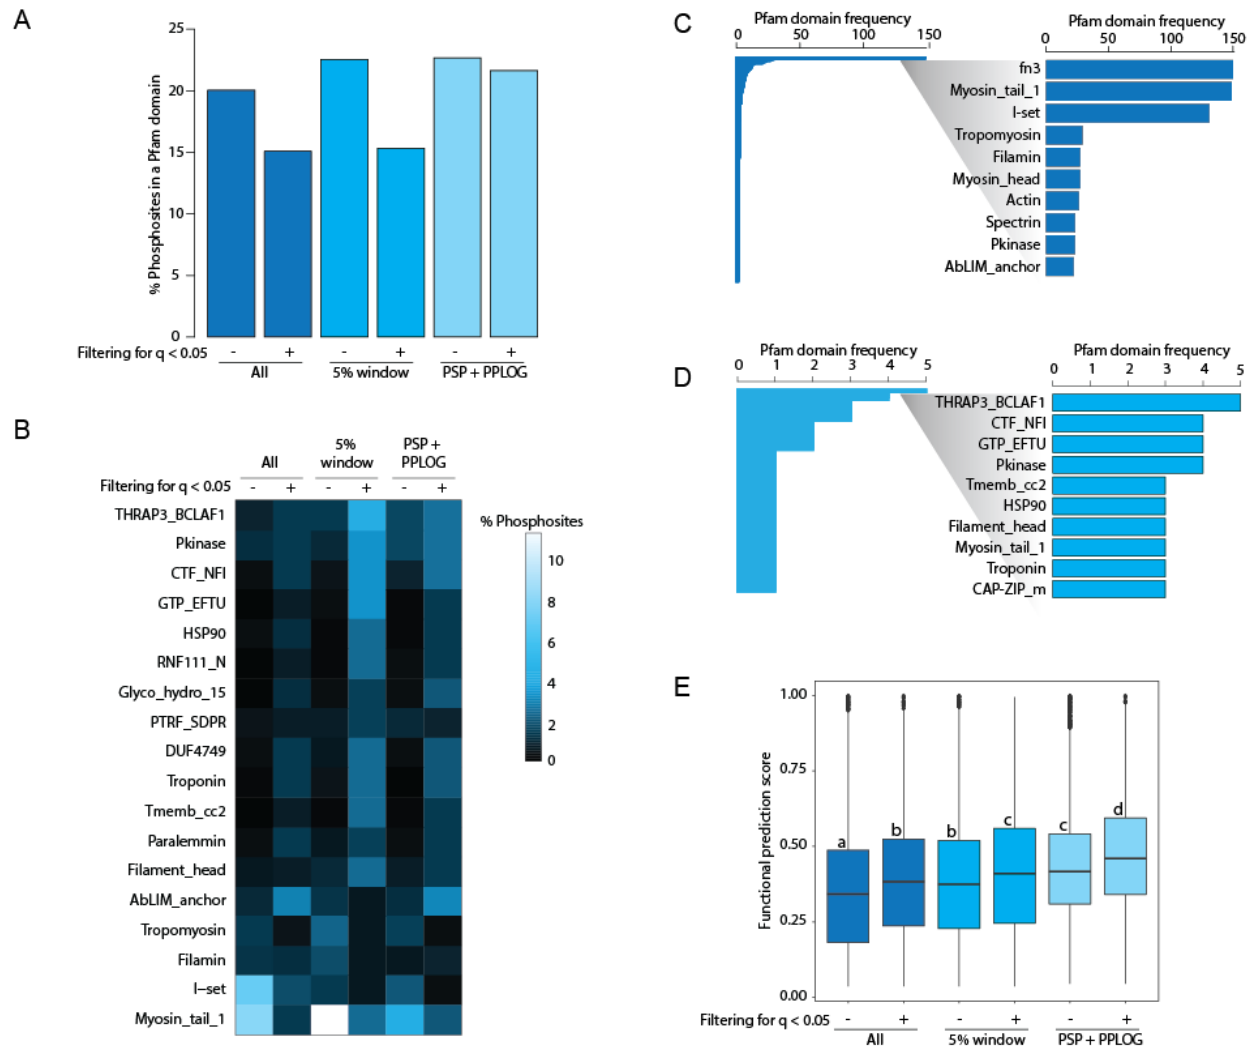 A
% Phosphosites in a Pfam domain
25
20
15
10
5
0
Filtering for q < 0.05 - + - + - +
All 5% window PSP + PPLOG
B
All 5% window PSP + PPLOG
Filtering for q < 0.05 - + - + - +
THRAP3_BCLAF1
Pkinase
CTF_NFI
GTP_EFTU
HSP90
RNF111_N
Glyco_hydro_15
PTRF_SDPR
DUF4749
Troponin
Tmemb_cc2
Paralemmin
Filament_head
AbLIM_anchor
Tropomyosin
Filamin
I-set
Myosin_tail_1
% Phosphosites
10
8
6
4
2
0
C
Pfam domain frequency
0 50 100 150
Pfam domain frequency
0 50 100 150
fn3
Myosin_tail_1
I-set
Tropomyosin
Filamin
Myosin_head
Actin
Spectrin
Pkinase
AbLIM_anchor
D
Pfam domain frequency
0 1 2 3 4 5
Pfam domain frequency
0 1 2 3 4 5
THRAP3_BCLAF1
CTF_NFI
GTP_EFTU
Pkinase
Tmemb_cc2
HSP90
Filament_head
Myosin_tail_1
Troponin
CAP-ZIP_m
E
Functional prediction score
1.00
0.75
0.50
0.25
0.00
a b b c c d
Filtering for q < 0.05 - + - + - +
All 5% window PSP + PPLOG